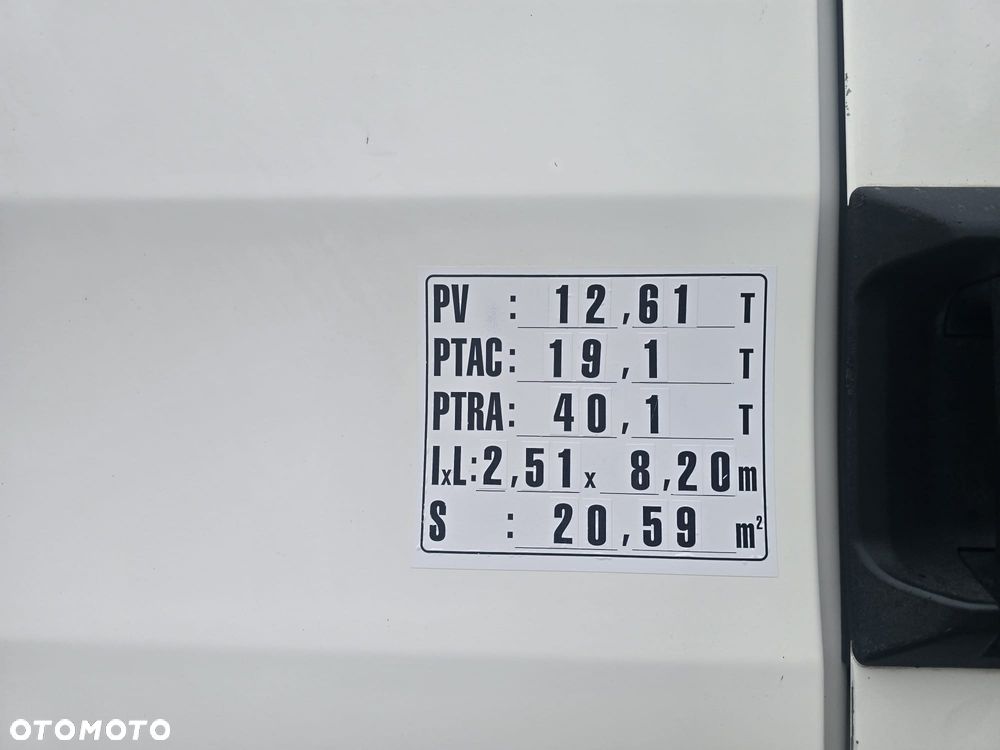 PV : 12,61 T
PTAC: 19,1 T
PTRA: 40,1 T
IxL:2,51 x 8,20 m
S : 20,59 m²
OTOMOTO